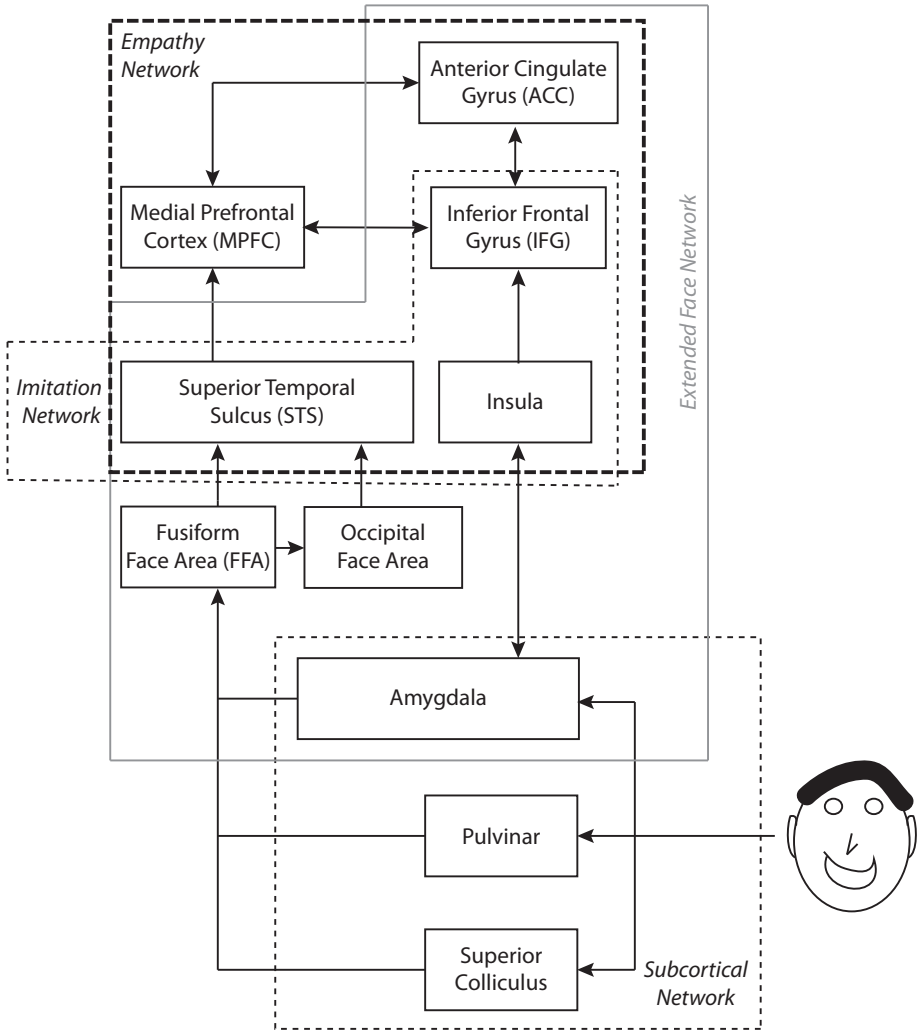 Empathy
Network
Anterior Cingulate
Gyrus (ACC)
Medial Prefrontal
Cortex (MPFC)
Inferior Frontal
Gyrus (IFG)
Extended Face Network
Imitation
Network
Superior Temporal
Sulcus (STS)
Insula
Fusiform
Face Area (FFA)
Occipital
Face Area
Amygdala
Pulvinar
Superior
Colliculus
Subcortical
Network